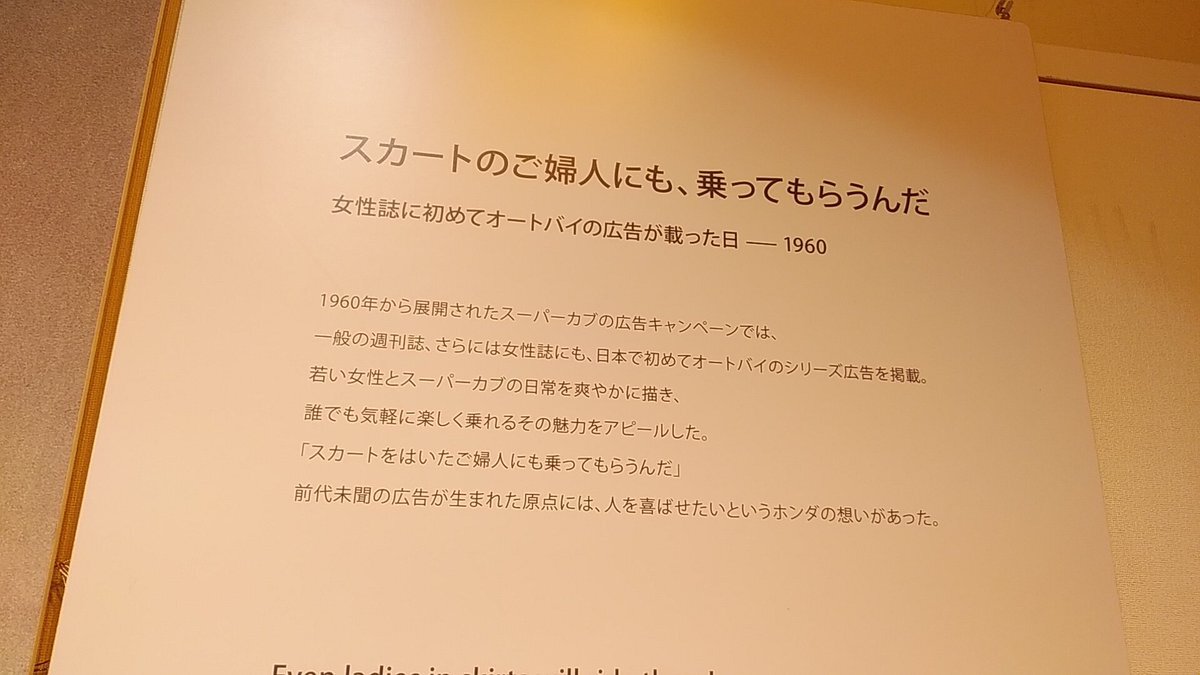 スカートのご婦人にも、乗ってもらうんだ
女性誌に初めてオートバイの広告が載った日 ― 1960
1960年から展開されたスーパーカブの広告キャンペーンでは、
一般の週刊誌、さらには女性誌にも、日本で初めてオートバイのシリーズ広告を掲載。
若い女性とスーパーカブの日常を爽やかに描き、
誰でも気軽に楽しく乗れるその魅力をアピールした。
「スカートをはいたご婦人にも乗ってもらうんだ」
前代未聞の広告が生まれた原点には、人を喜ばせたいというホンダの想いがあった。
Even ladies in skirts will ride